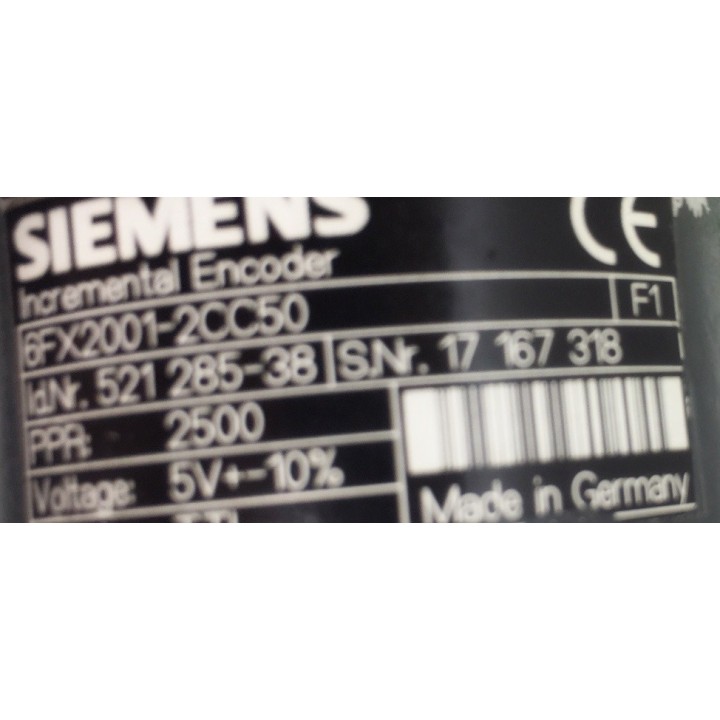 SIEMENS CE
Incremental Encoder
6FX2001-2CC50 F1
Id.Nr. 521 285-38 S.Nr. 17 167 318
PPR: 2500
Voltage: 5V+-10%
Made in Germany